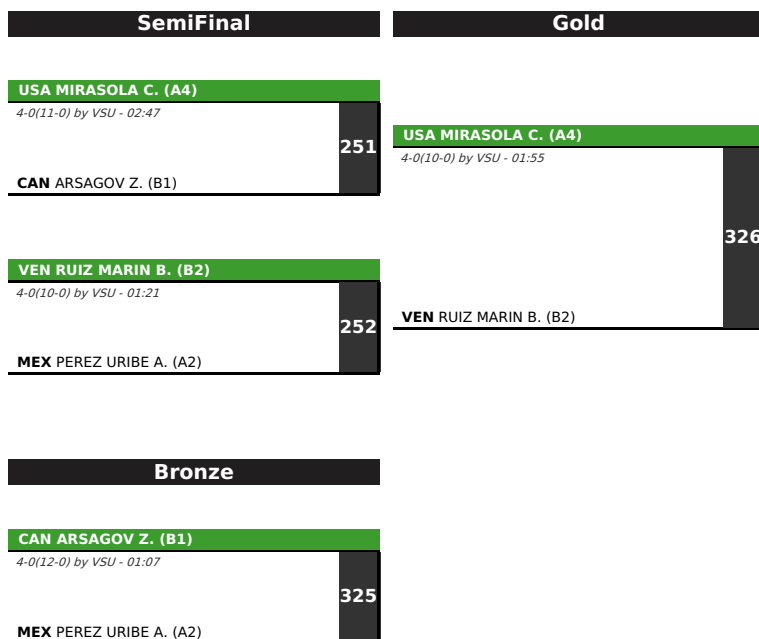 SemiFinal
Gold
USA MIRASOLA C. (A4)
4-0(11-0) by VSU - 02:47
251
CAN ARSAGOV Z. (B1)
USA MIRASOLA C. (A4)
4-0(10-0) by VSU - 01:55
326
VEN RUIZ MARIN B. (B2)
VEN RUIZ MARIN B. (B2)
4-0(10-0) by VSU - 01:21
252
MEX PEREZ URIBE A. (A2)
Bronze
CAN ARSAGOV Z. (B1)
4-0(12-0) by VSU - 01:07
325
MEX PEREZ URIBE A. (A2)